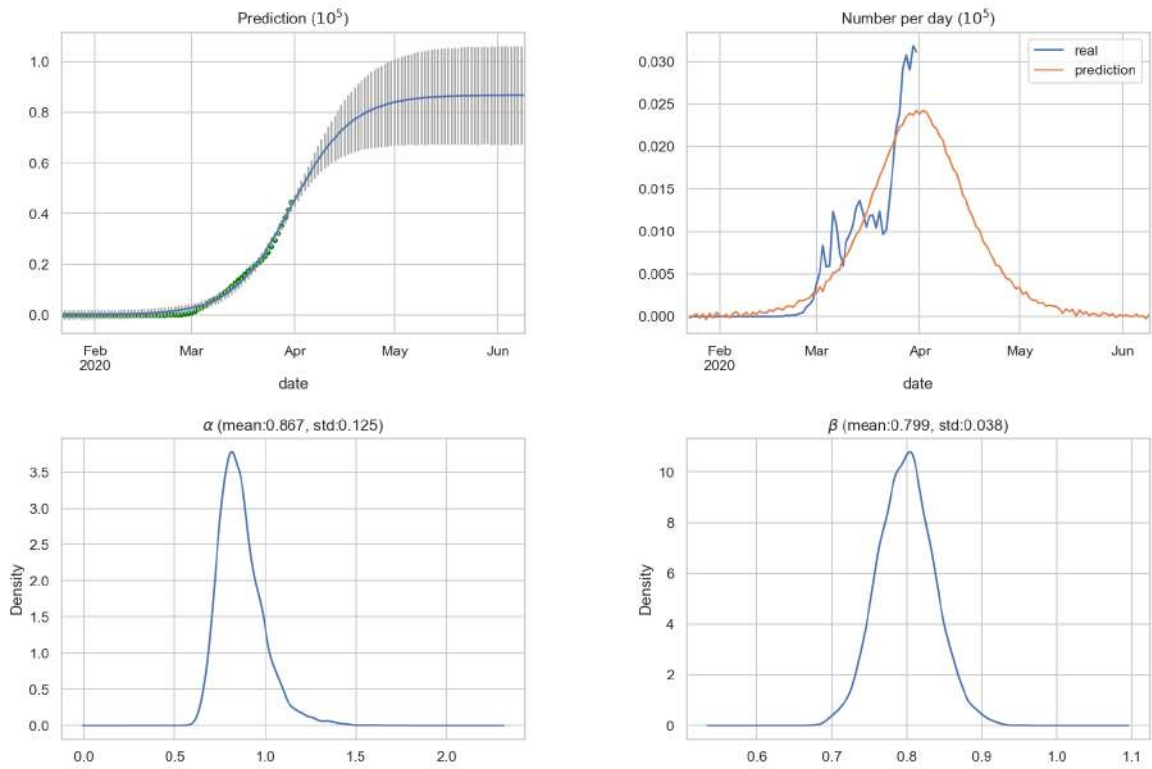 Prediction (10^5)
1.0
0.8
0.6
0.4
0.2
0.0
Feb
2020
Mar
Apr
May
Jun
date
Number per day (10^5)
real
prediction
0.030
0.025
0.020
0.015
0.010
0.005
0.000
Feb
2020
Mar
Apr
May
Jun
date
α (mean:0.867, std:0.125)
Density
3.5
3.0
2.5
2.0
1.5
1.0
0.5
0.0
0.0
0.5
1.0
1.5
2.0
β (mean:0.799, std:0.038)
Density
10
8
6
4
2
0
0.6
0.7
0.8
0.9
1.0
1.1